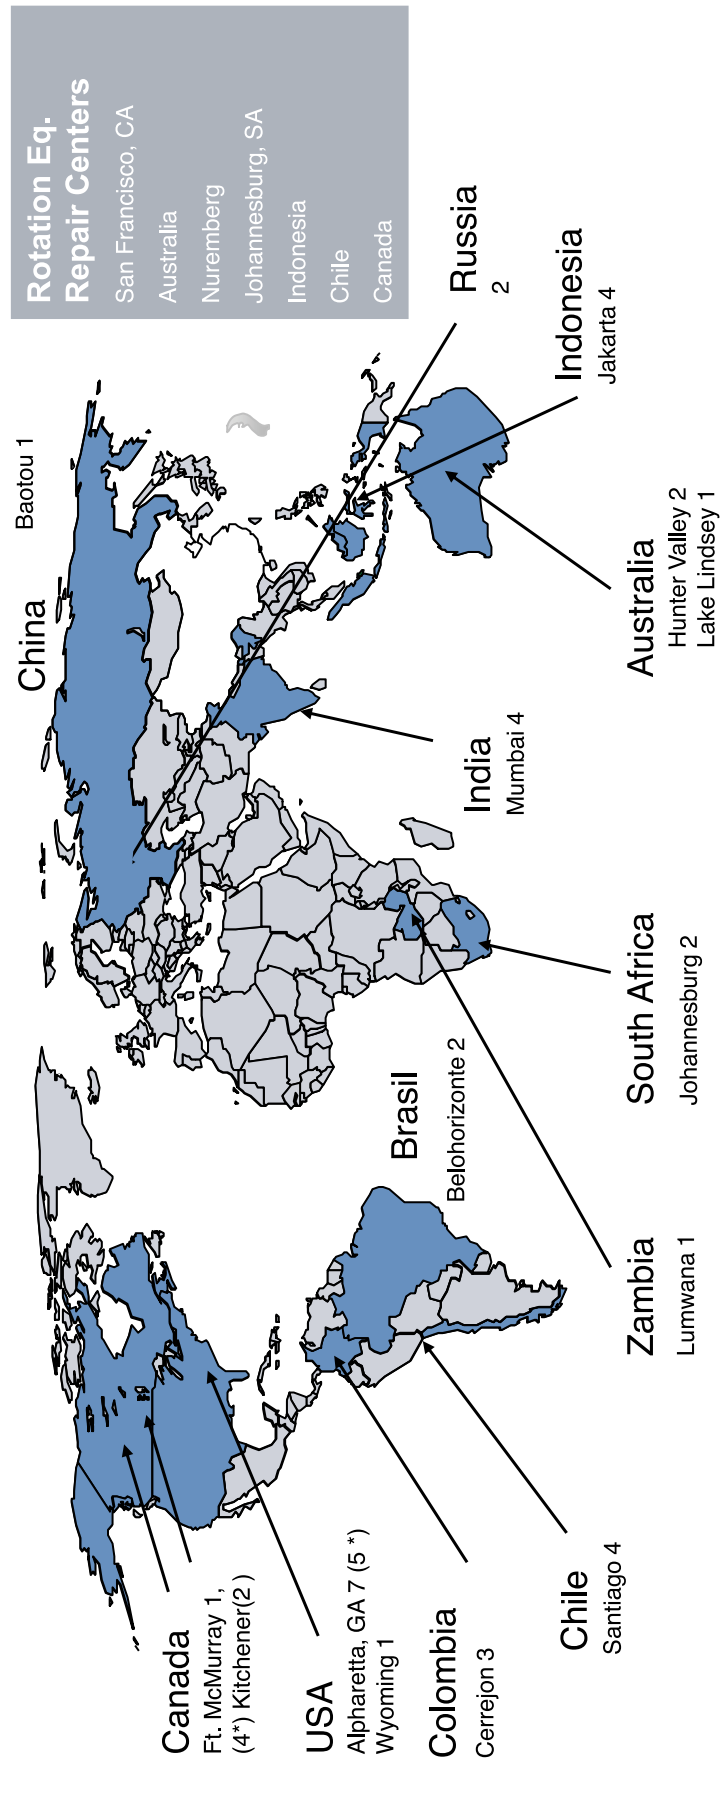 Rotation Eq.
Repair Centers
San Francisco, CA
Australia
Nuremberg
Johannesburg, SA
Indonesia
Chile
Canada
China
Baotou 1
Russia
2
Indonesia
Jakarta 4
Australia
Hunter Valley 2
Lake Lindsey 1
India
Mumbai 4
South Africa
Johannesburg 2
Brasil
Belohorizonte 2
Zambia
Lumwana 1
Canada
Ft. McMurray 1,
(4*) Kitchener(2 )
USA
Alpharetta, GA 7 (5 *)
Wyoming 1
Colombia
Cerrejon 3
Chile
Santiago 4